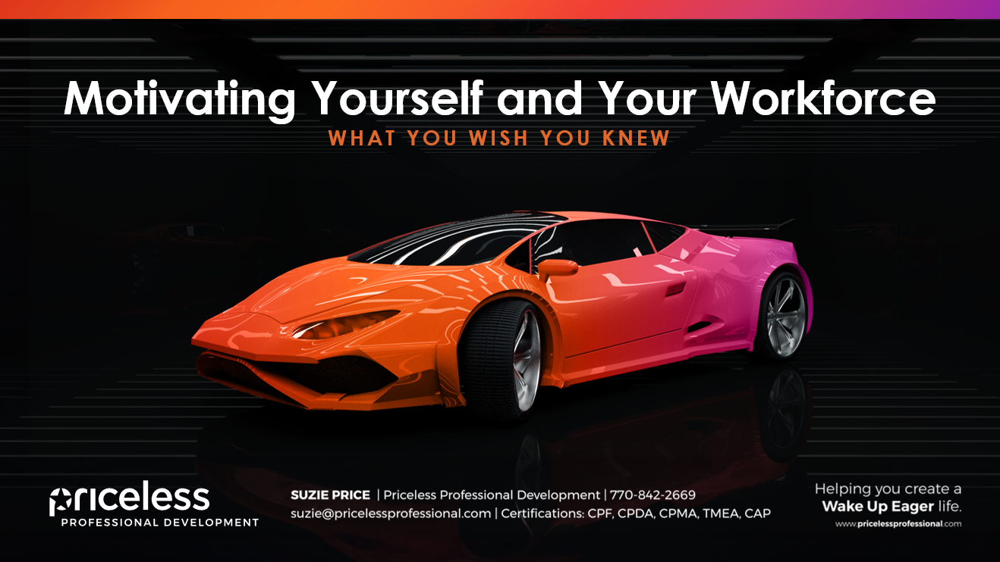 Motivating Yourself and Your Workforce
WHAT YOU WISH YOU KNEW
priceless
PROFESSIONAL DEVELOPMENT
SUZIE PRICE | Priceless Professional Development | 770-842-2669
suzie@pricelessprofessional.com | Certifications: CPF, CPDA, CPMA, TMEA, CAP
Helping you create a
Wake Up Eager life.
www.pricelessprofessional.com